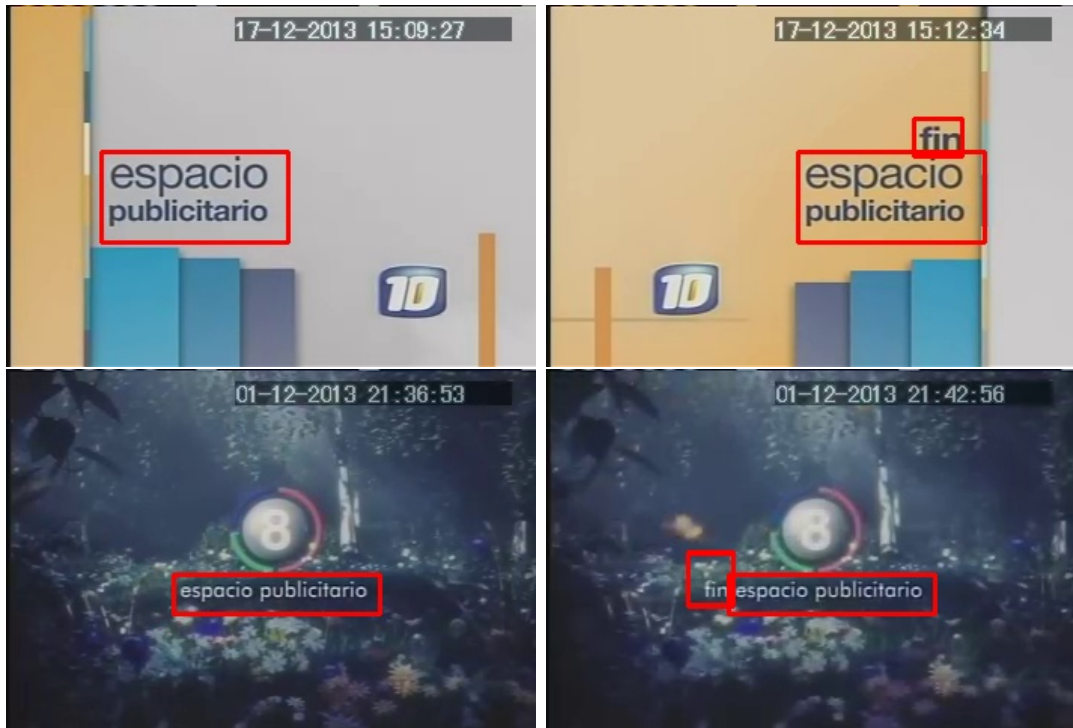 17-12-2013 15:09:27
espacio
publicitario
10
17-12-2013 15:12:34
fin
espacio
publicitario
10
01-12-2013 21:36:53
8
espacio publicitario
01-12-2013 21:42:56
8
fin espacio publicitario